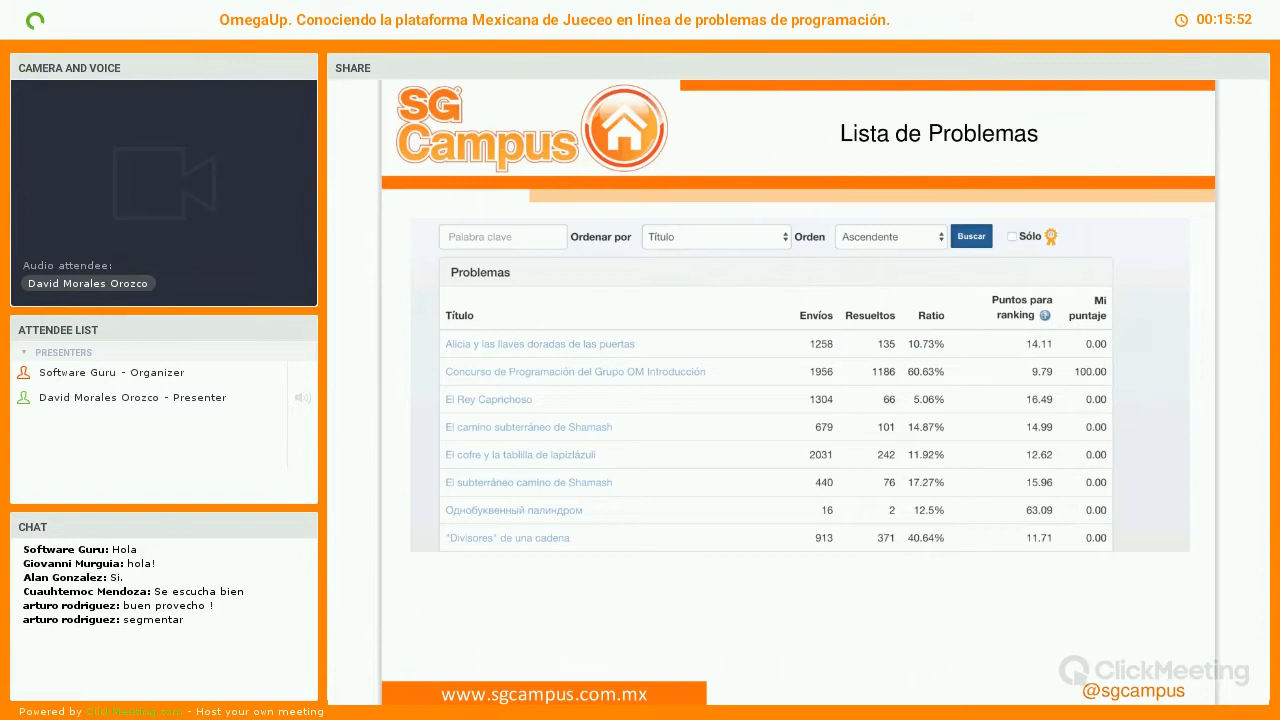 OmegaUp. Conociendo la plataforma Mexicana de Jueceo en línea de problemas de programación.
00:15:52
CAMERA AND VOICE
Audio attendee:
David Morales Orozco
ATTENDEE LIST
PRESENTERS
Software Guru - Organizer
David Morales Orozco - Presenter
CHAT
Software Guru: Hola
Giovanni Murguia: hola!
Alan Gonzalez: Si.
Cuauhtemoc Mendoza: Se escucha bien
arturo rodriguez: buen provecho !
arturo rodriguez: segmentar
SHARE
SG
Campus
Lista de Problemas
Palabra clave Ordenar por Título Orden Ascendente Buscar Sólo
Problemas
Título Envíos Resueltos Ratio Puntos para ranking Mi puntaje
Alicia y las llaves doradas de las puertas 1258 135 10.73% 14.11 0.00
Concurso de Programación del Grupo OM Introducción 1956 1186 60.63% 9.79 100.00
El Rey Caprichoso 1304 66 5.06% 16.49 0.00
El camino subterráneo de Shamash 679 101 14.87% 14.99 0.00
El cofre y la tablilla de lapizlázuli 2031 242 11.92% 12.62 0.00
El subterráneo camino de Shamash 440 76 17.27% 15.96 0.00
Однобуквенный палиндром 16 2 12.5% 63.09 0.00
"Divisores" de una cadena 913 371 40.64% 11.71 0.00
ClickMeeting
www.sgcampus.com.mx
@sgcampus
Powered by ClickMeeting.com - Host your own meeting